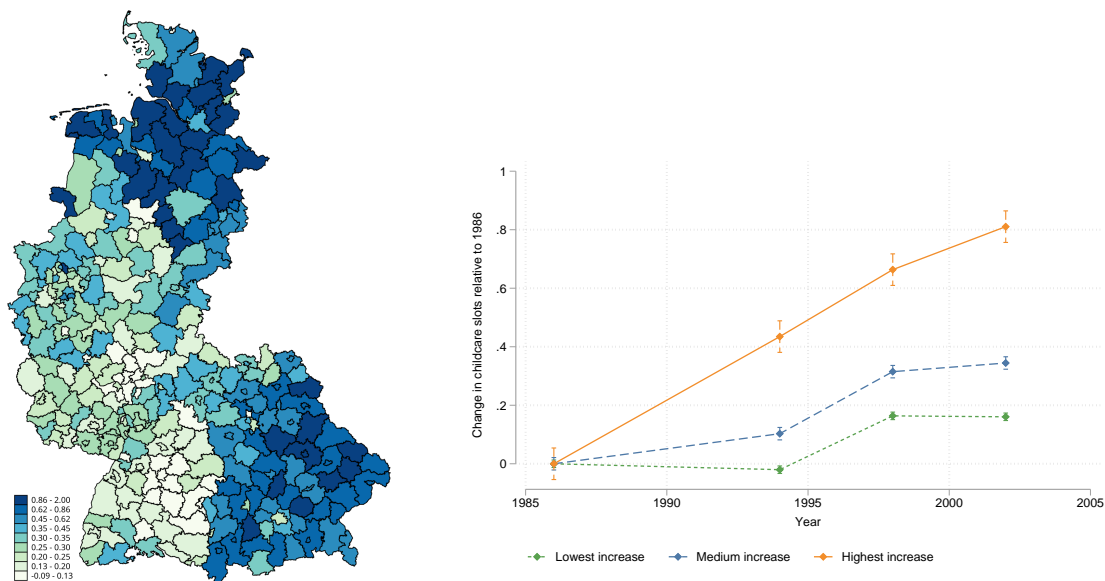 0.86 - 2.00
0.62 - 0.86
0.45 - 0.62
0.35 - 0.45
0.30 - 0.35
0.25 - 0.30
0.20 - 0.25
0.13 - 0.20
-0.09 - 0.13
Change in childcare slots relative to 1986
1
.8
.6
.4
.2
0
1985 1990 1995 2000 2005
Year
Lowest increase Medium increase Highest increase